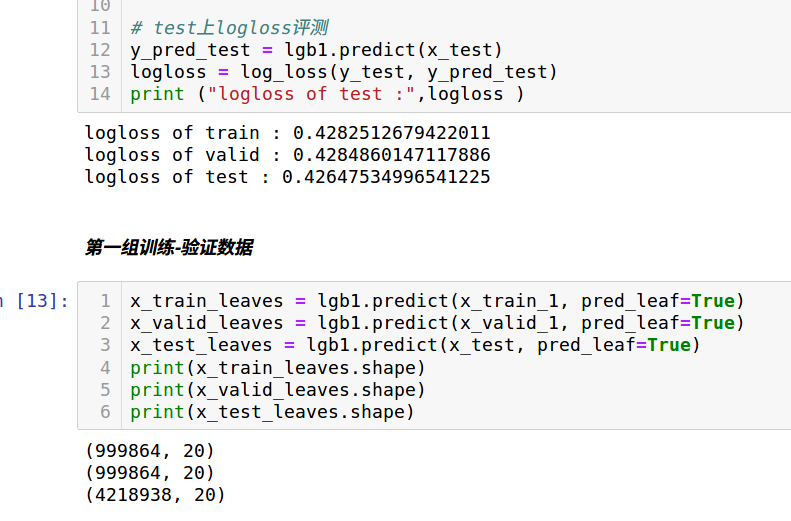 10
11 # test上logloss评测
12 y_pred_test = lgb1.predict(x_test)
13 logloss = log_loss(y_test, y_pred_test)
14 print ("logloss of test :",logloss )
logloss of train : 0.4282512679422011
logloss of valid : 0.4284860147117886
logloss of test : 0.42647534996541225
第一组训练-验证数据
n [13]:
1 x_train_leaves = lgb1.predict(x_train_1, pred_leaf=True)
2 x_valid_leaves = lgb1.predict(x_valid_1, pred_leaf=True)
3 x_test_leaves = lgb1.predict(x_test, pred_leaf=True)
4 print(x_train_leaves.shape)
5 print(x_valid_leaves.shape)
6 print(x_test_leaves.shape)
(999864, 20)
(999864, 20)
(4218938, 20)